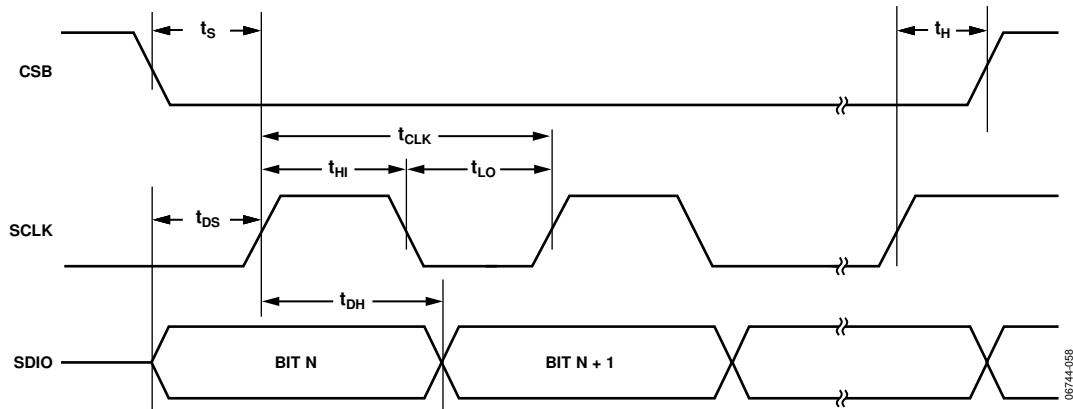 tS
tH
CSB
tCLK
tHI
tLO
tDS
SCLK
tDH
SDIO
BIT N
BIT N + 1
06744-058